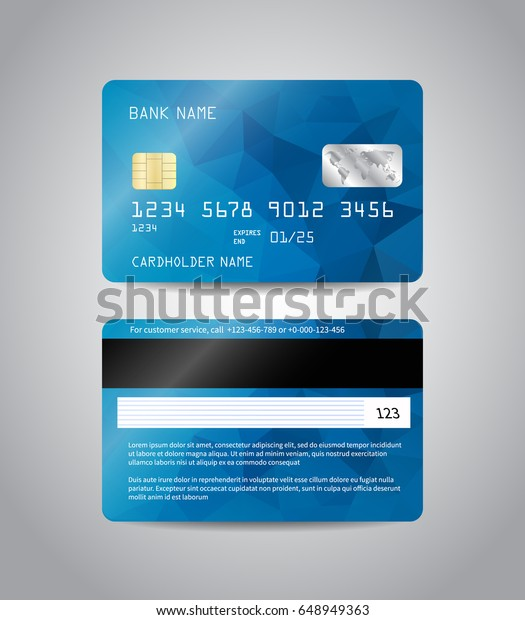 BANK NAME
1234 5678 9012 3456
1234
EXPIRES
END
01/25
CARDHOLDER NAME
shutterstock
For customer service, call +123-456-789 or +0-000-123-456
123
Lorem ipsum dolor sit amet, consectetur adipiscing elit, sed do
eiusmod tempor incididunt ut labore et dolore magna aliqua. Ut
enim ad minim veniam, quis nostrud exercitation ullamco laboris
nisi ut aliquip ex ea commodo consequat.
Duis aute irure dolor in reprehenderit in voluptate velit esse
cillum dolore eu fugiat nulla pariatur. Excepteur sint occaecat
cupidatat non proident, sunt in culpa qui officia deserunt mollit
shutterstock.com · 648949363